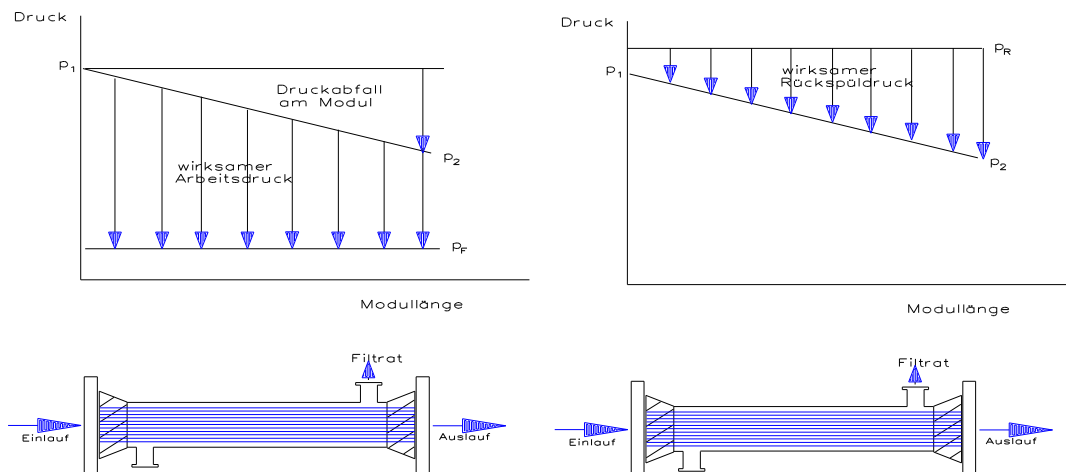 Druck
P1
Druckabfall
am Modul
P2
wirksamer
Arbeitsdruck
PF
Modullänge
Filtrat
Einlauf
Auslauf
Druck
PR
P1
wirksamer
Rückspüldruck
P2
Modullänge
Filtrat
Einlauf
Auslauf